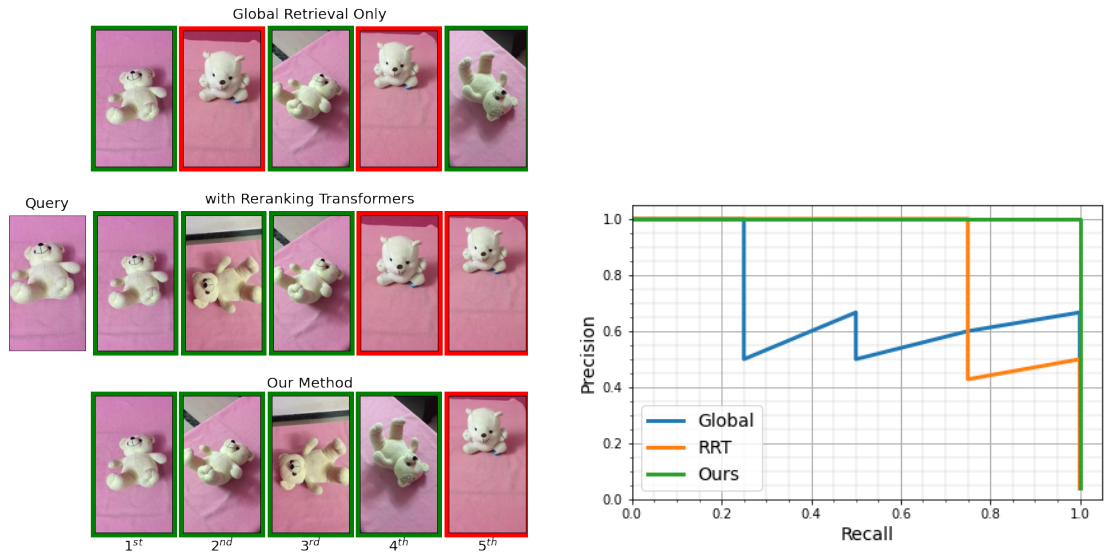 Global Retrieval Only
Query
with Reranking Transformers
Our Method
1st
2nd
3rd
4th
5th
1.0
0.8
0.6
0.4
0.2
0.0
Precision
Global
RRT
Ours
0.0
0.2
0.4
0.6
0.8
1.0
Recall